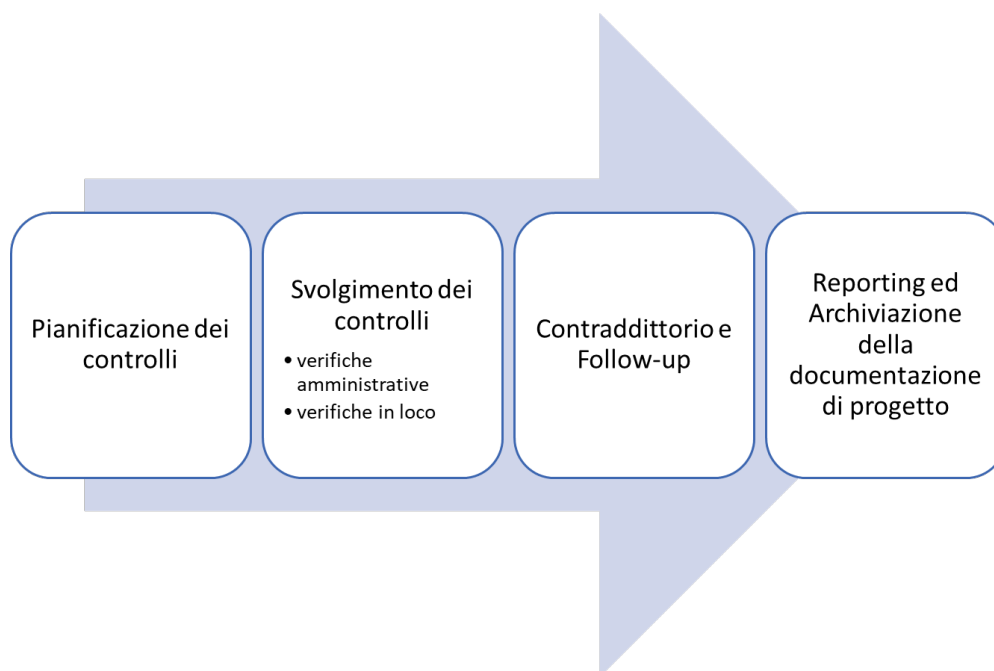 Pianificazione dei
controlli
Svolgimento dei
controlli
• verifiche
amministrative
• verifiche in loco
Contraddittorio e
Follow-up
Reporting ed
Archiviazione
della
documentazione
di progetto